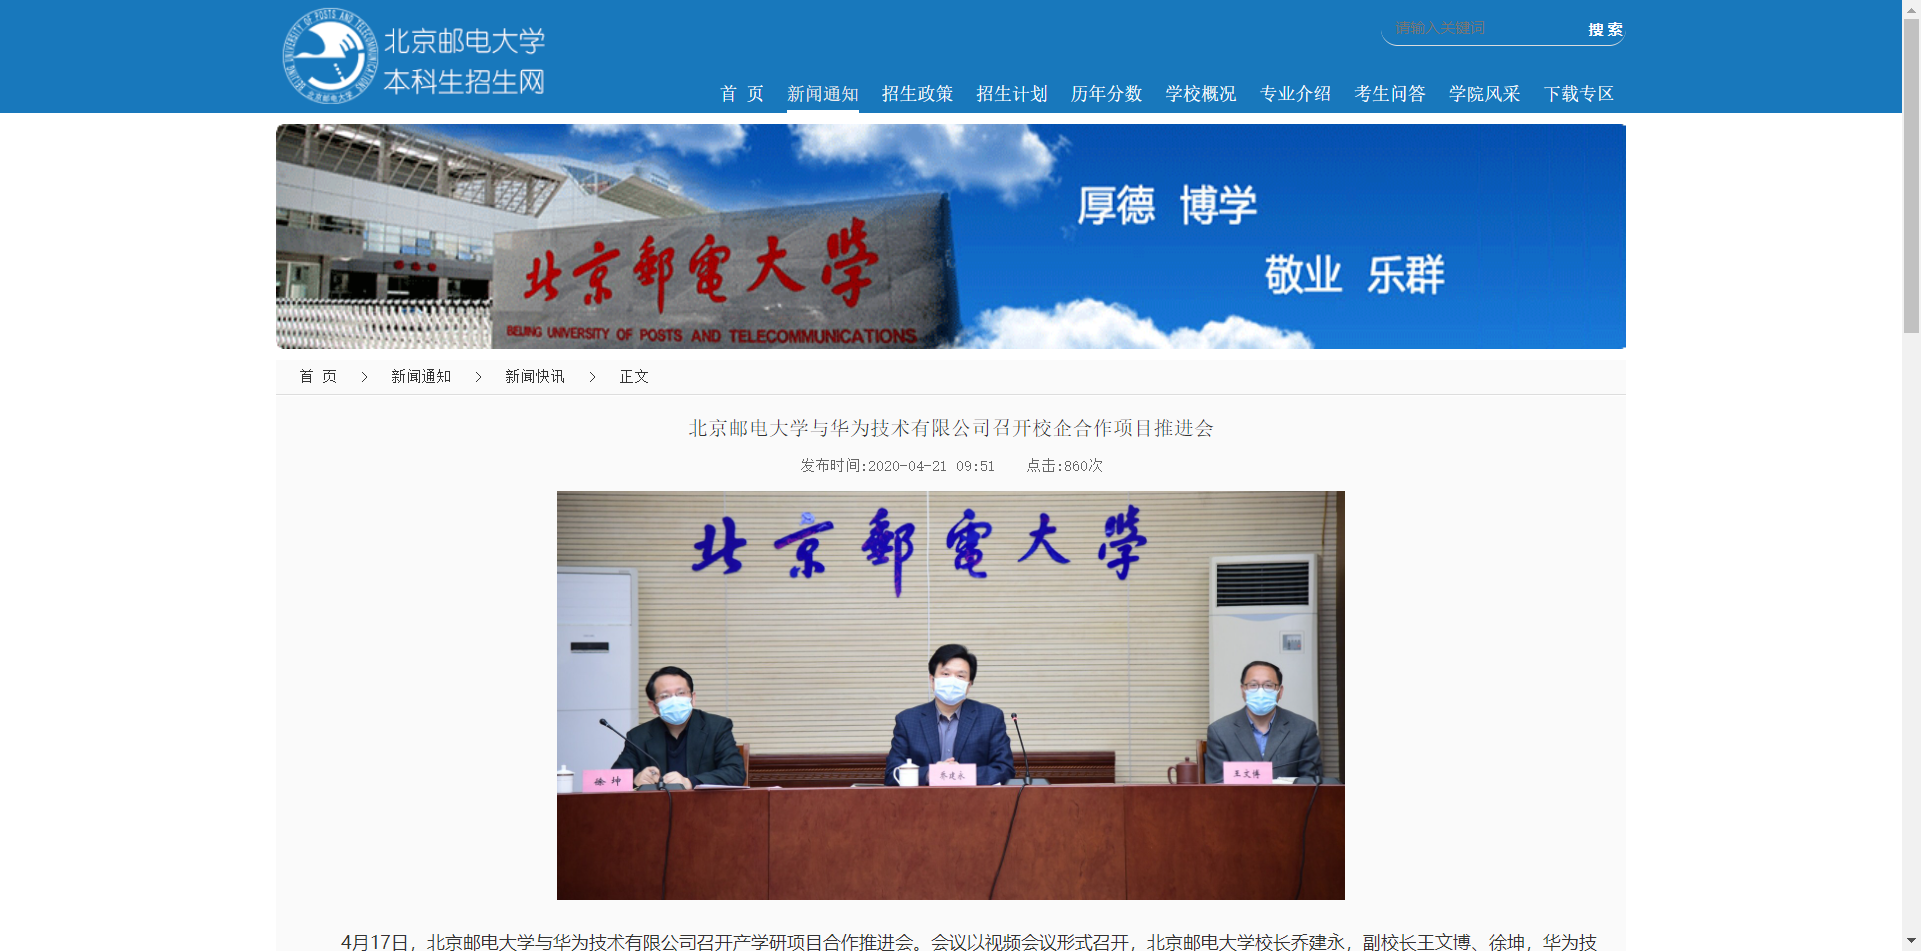 北京邮电大学
本科生招生网
请输入关键词
搜 索
首 页 新闻通知 招生政策 招生计划 历年分数 学校概况 专业介绍 考生问答 学院风采 下载专区
北京郵電大學
BEIJING UNIVERSITY OF POSTS AND TELECOMMUNICATIONS
厚德 博学
敬业 乐群
首 页 > 新闻通知 > 新闻快讯 > 正文
北京邮电大学与华为技术有限公司召开校企合作项目推进会
发布时间:2020-04-21 09:51 点击:860次
北京郵電大學
徐坤
乔建永
王文博
4月17日，北京邮电大学与华为技术有限公司召开产学研项目合作推进会。会议以视频会议形式召开，北京邮电大学校长乔建永，副校长王文博、徐坤，华为技